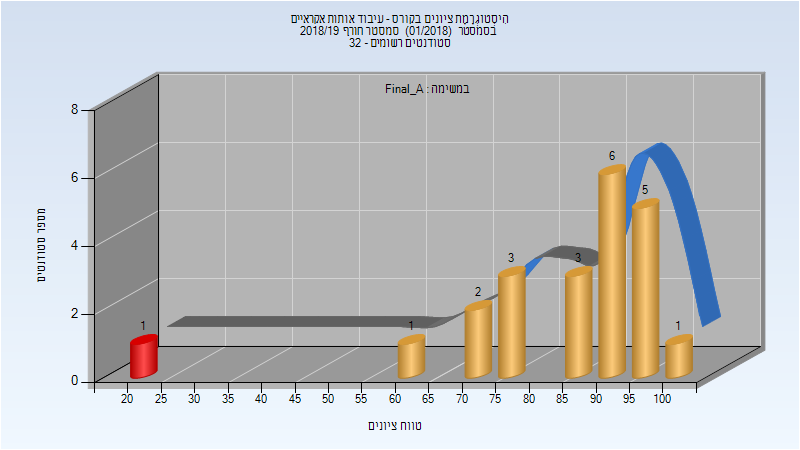 היסטוגרמת ציונים בקורס - עיבוד אותות אקראיים
בסמסטר (01/2018) סמסטר חורף 2018/19
סטודנטים רשומים - 32
במשימה : Final_A
8
6
4
2
0
מספר סטודנטים
1
1
2
3
3
6
5
1
20 25 30 35 40 45 50 55 60 65 70 75 80 85 90 95 100
טווח ציונים